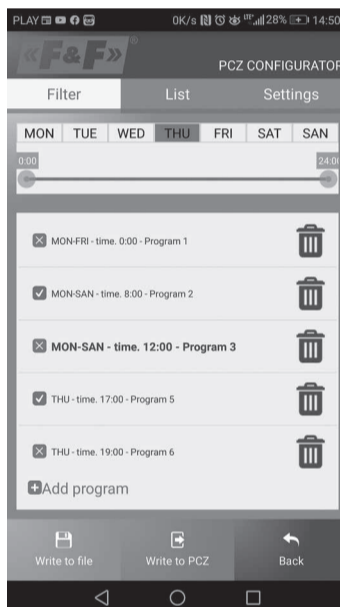 PLAY 0K/s 28% 14:50
«F&F»®
PCZ CONFIGURATOR
Filter List Settings
MON TUE WED THU FRI SAT SAN
0:00 24:00
MON-FRI - time. 0:00 - Program 1
MON-SAN - time. 8:00 - Program 2
MON-SAN - time. 12:00 - Program 3
THU - time. 17:00 - Program 5
THU - time. 19:00 - Program 6
Add program
Write to file Write to PCZ Back